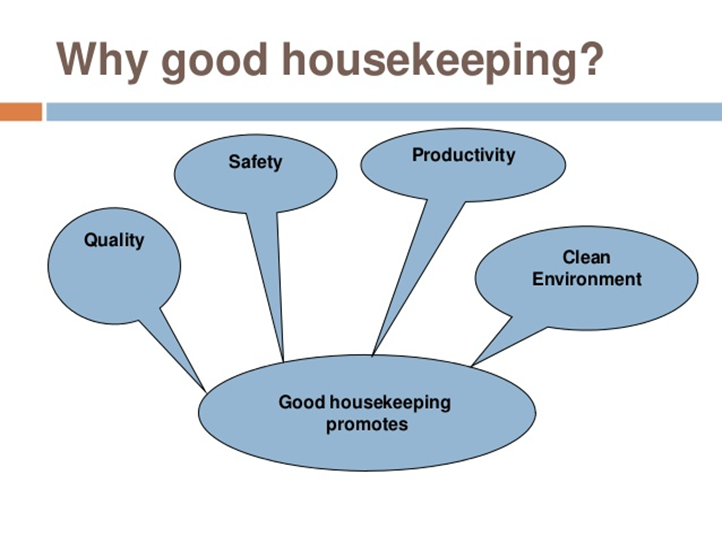 Why good housekeeping?
Safety
Productivity
Quality
Clean
Environment
Good housekeeping
promotes